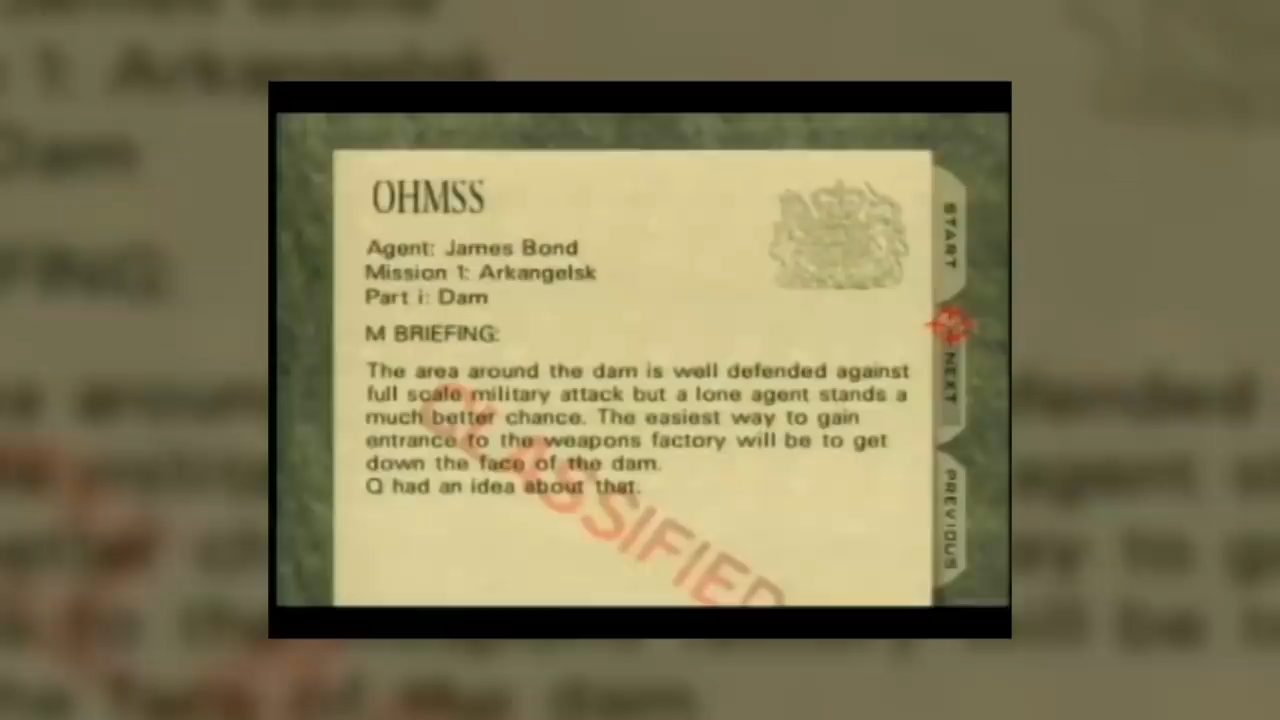 OHMSS
Agent: James Bond
Mission 1: Arkangelsk
Part i: Dam
M BRIEFING:
The area around the dam is well defended against
full scale military attack but a lone agent stands a
much better chance. The easiest way to gain
entrance to the weapons factory will be to get
down the face of the dam.
Q had an idea about that.
CLASSIFIED
START
NEXT
PREVIOUS